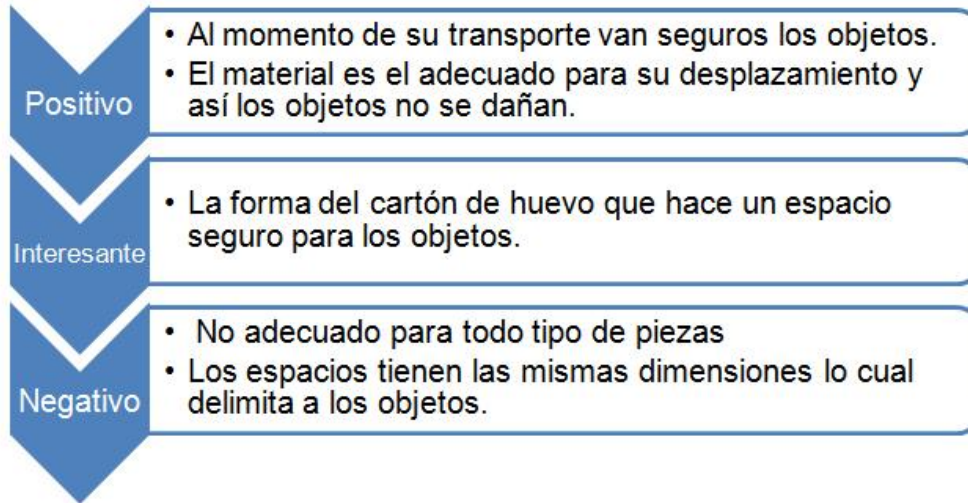 Positivo
• Al momento de su transporte van seguros los objetos.
• El material es el adecuado para su desplazamiento y
así los objetos no se dañan.
Interesante
• La forma del cartón de huevo que hace un espacio
seguro para los objetos.
Negativo
• No adecuado para todo tipo de piezas
• Los espacios tienen las mismas dimensiones lo cual
delimita a los objetos.